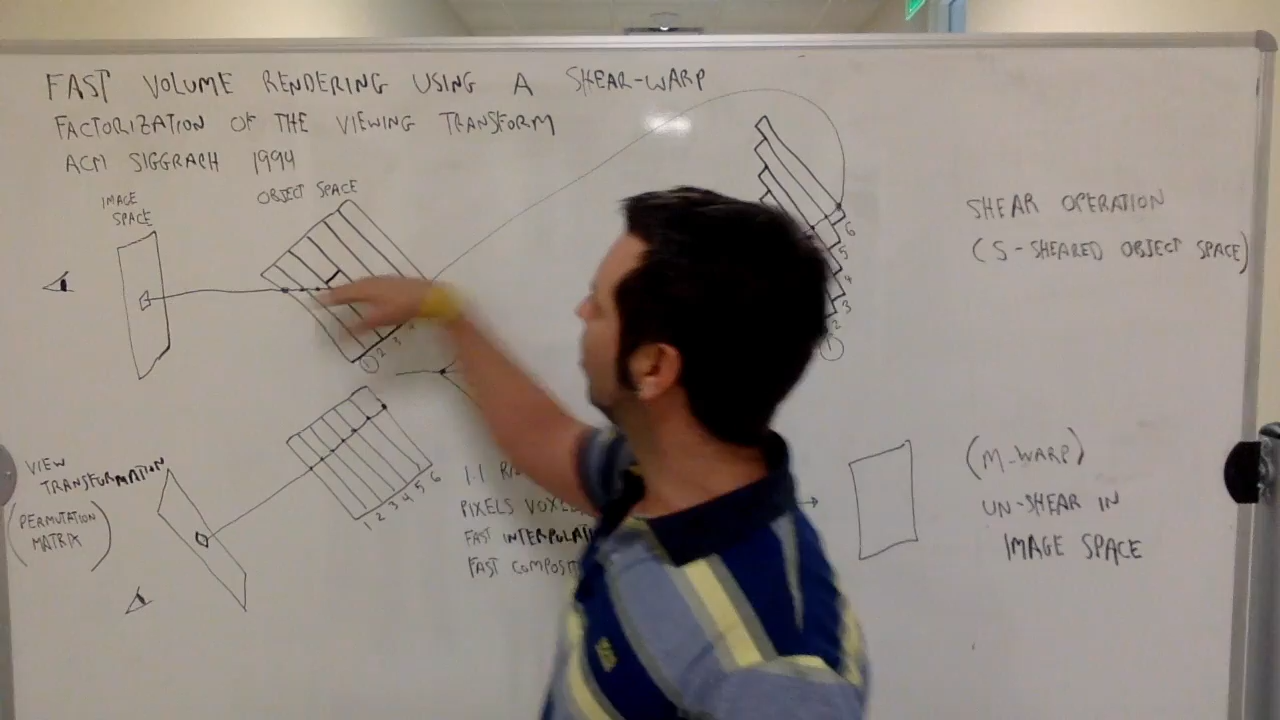 FAST VOLUME RENDERING USING A SHEAR-WARP
FACTORIZATION OF THE VIEWING TRANSFORM
ACM SIGGRAPH 1994
IMAGE
SPACE
OBJECT SPACE
1 2 3
6
5
4
3
2
1
SHEAR OPERATION
(S-SHEARED OBJECT SPACE)
VIEW
TRANSFORMATION
(PERMUTATION
MATRIX)
1 2 3 4 5 6
1-1
PIXELS
FAST
FAST
(M-WARP)
UN-SHEAR IN
IMAGE SPACE